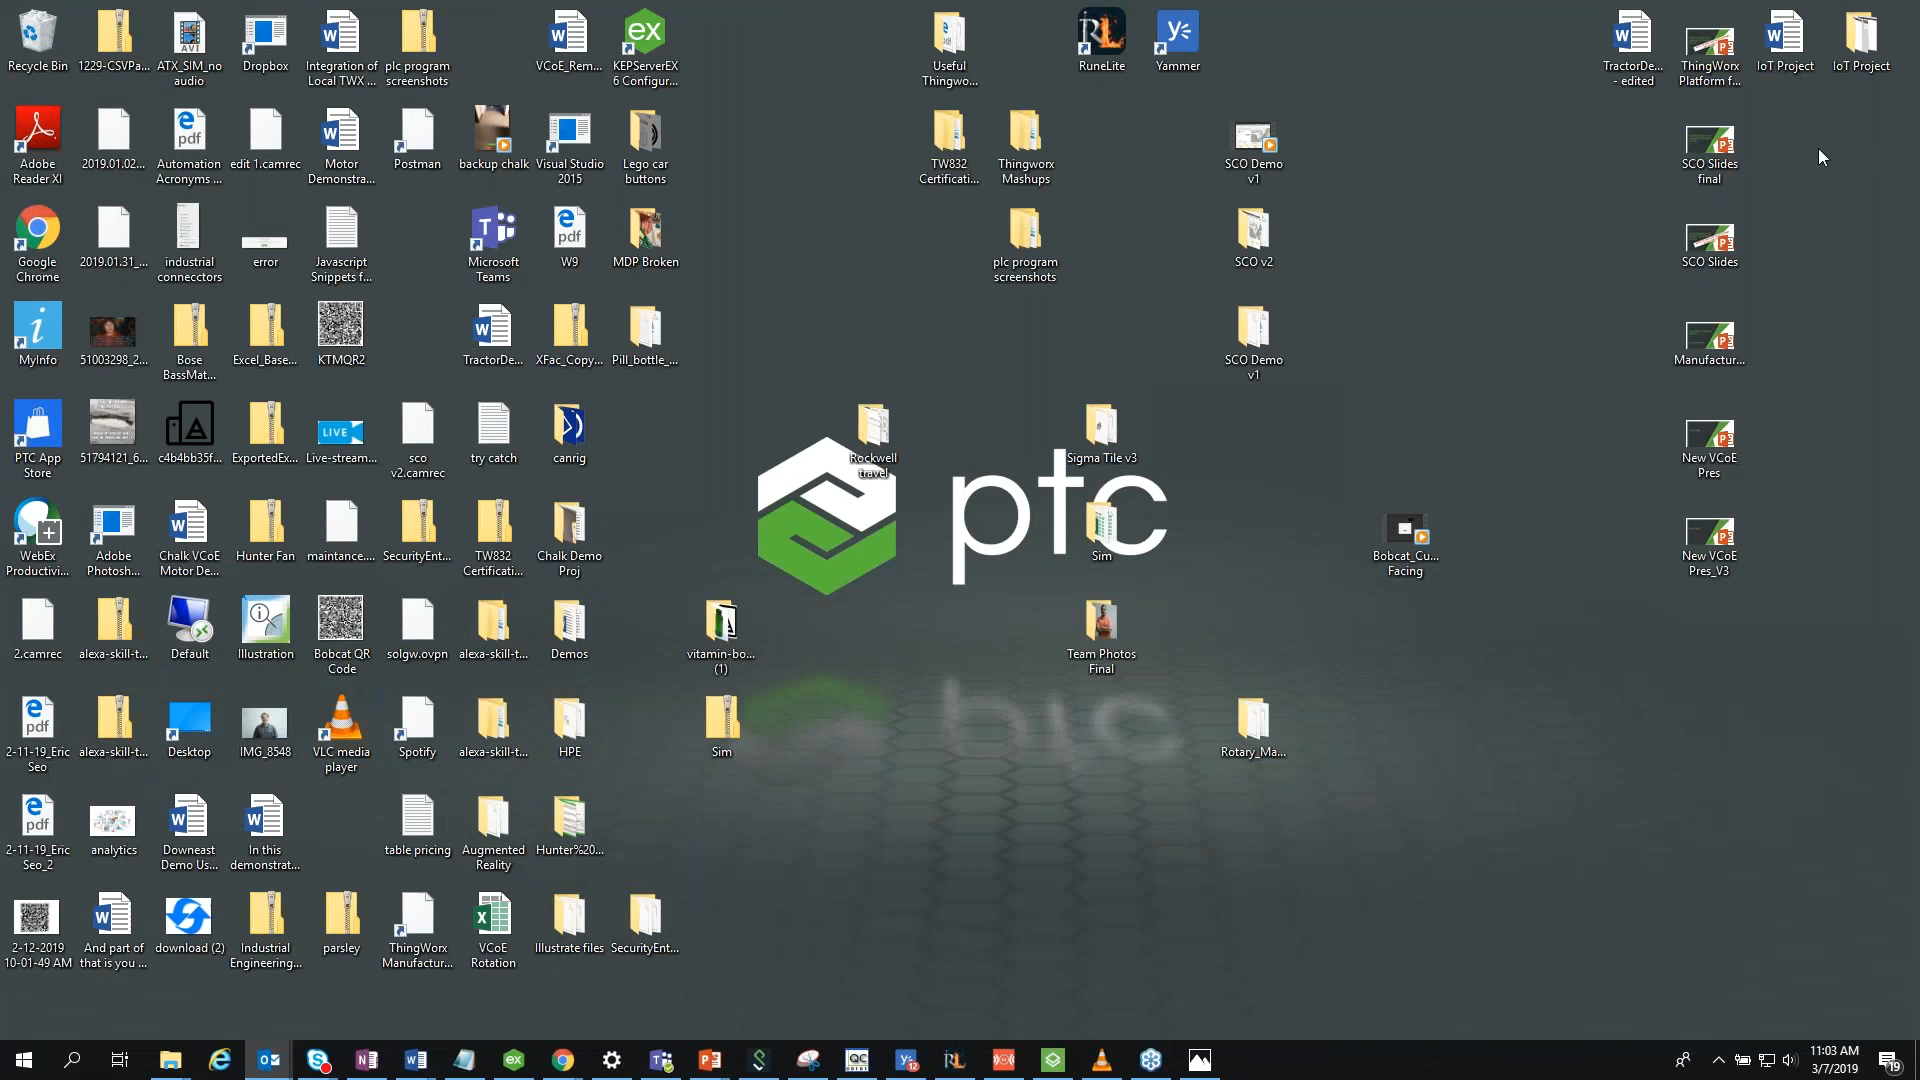 Recycle Bin
1229-CSVPa...
ATX_SIM_no
audio
AVI
Dropbox
Integration of
Local TWX ...
plc program
screenshots
VCoE_Rem...
KEPServerEX
6 Configur...
ex
Useful
Thingwo...
RuneLite
Yammer
TractorDe...
- edited
ThingWorx
Platform f...
IoT Project
IoT Project
Adobe
Reader XI
2019.01.02...
pdf
Automation
Acronyms ...
edit 1.camrec
Motor
Demonstra...
Postman
backup chalk
Visual Studio
2015
Lego car
buttons
TW832
Certificati...
Thingworx
Mashups
SCO Demo
v1
SCO Slides
final
Google
Chrome
2019.01.31_...
industrial
connecctors
error
Javascript
Snippets f...
Microsoft
Teams
pdf
W9
MDP Broken
plc program
screenshots
SCO v2
SCO Slides
MyInfo
51003298_2...
Bose
BassMat...
Excel_Base...
KTMQR2
TractorDe...
XFac_Copy...
Pill_bottle_...
SCO Demo
v1
Manufactur...
PTC App
Store
51794121_6...
c4b4bb35f...
ExportedEx...
LIVE
Live-stream...
sco
v2.camrec
try catch
canrig
Rockwell
travel
Sigma Tile v3
New VCoE
Pres
ptc
WebEx
Productivi...
Adobe
Photosh...
Chalk VCoE
Motor De...
Hunter Fan
maintance....
SecurityEnt...
TW832
Certificati...
Chalk Demo
Proj
Sim
Bobcat_Cu...
Facing
New VCoE
Pres_V3
2.camrec
alexa-skill-t...
Default
Illustration
Bobcat QR
Code
solgw.ovpn
alexa-skill-t...
Demos
vitamin-bo...
(1)
Team Photos
Final
pdf
2-11-19_Eric
Seo
alexa-skill-t...
Desktop
IMG_8548
VLC media
player
Spotify
alexa-skill-t...
HPE
Sim
Rotary_Ma...
pdf
2-11-19_Eric
Seo_2
analytics
Downeast
Demo Us...
In this
demonstrat...
table pricing
Augmented
Reality
Hunter%20...
2-12-2019
10-01-49 AM
And part of
that is you ...
download (2)
Industrial
Engineering...
parsley
ThingWorx
Manufactur...
VCoE
Rotation
Illustrate files
SecurityEnt...
11:03 AM
3/7/2019
19